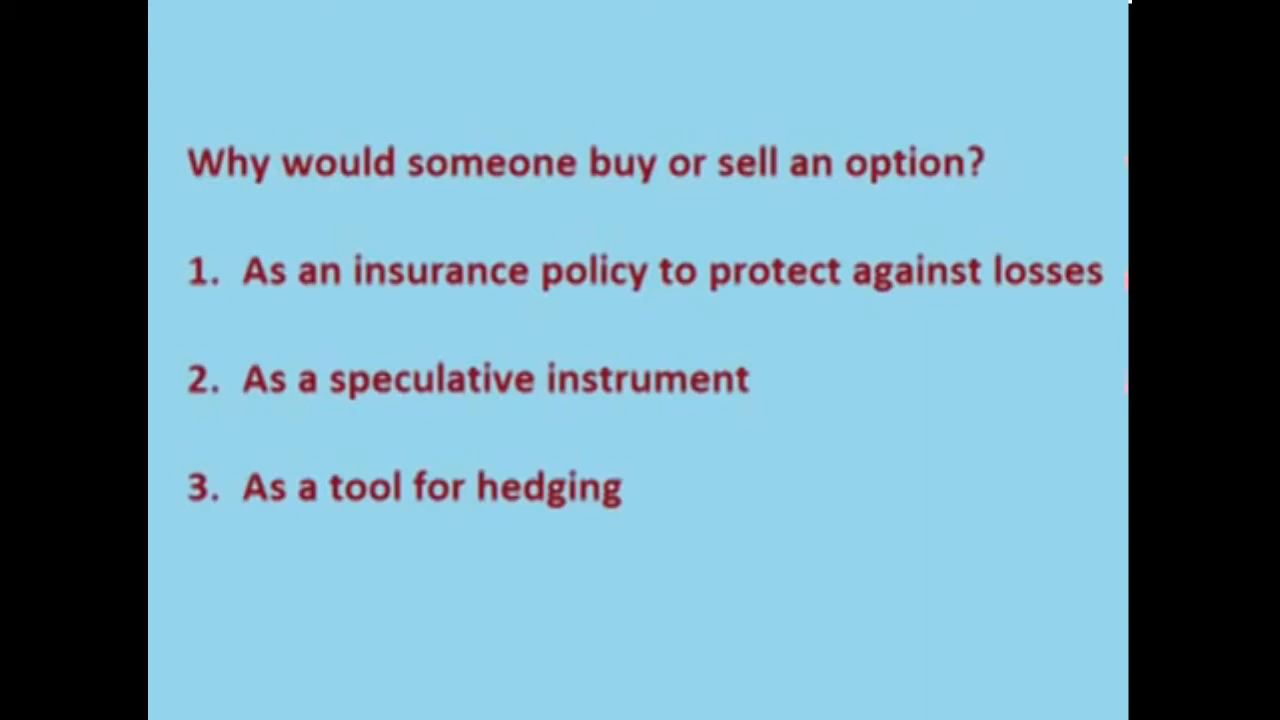 Why would someone buy or sell an option?
1. As an insurance policy to protect against losses
2. As a speculative instrument
3. As a tool for hedging